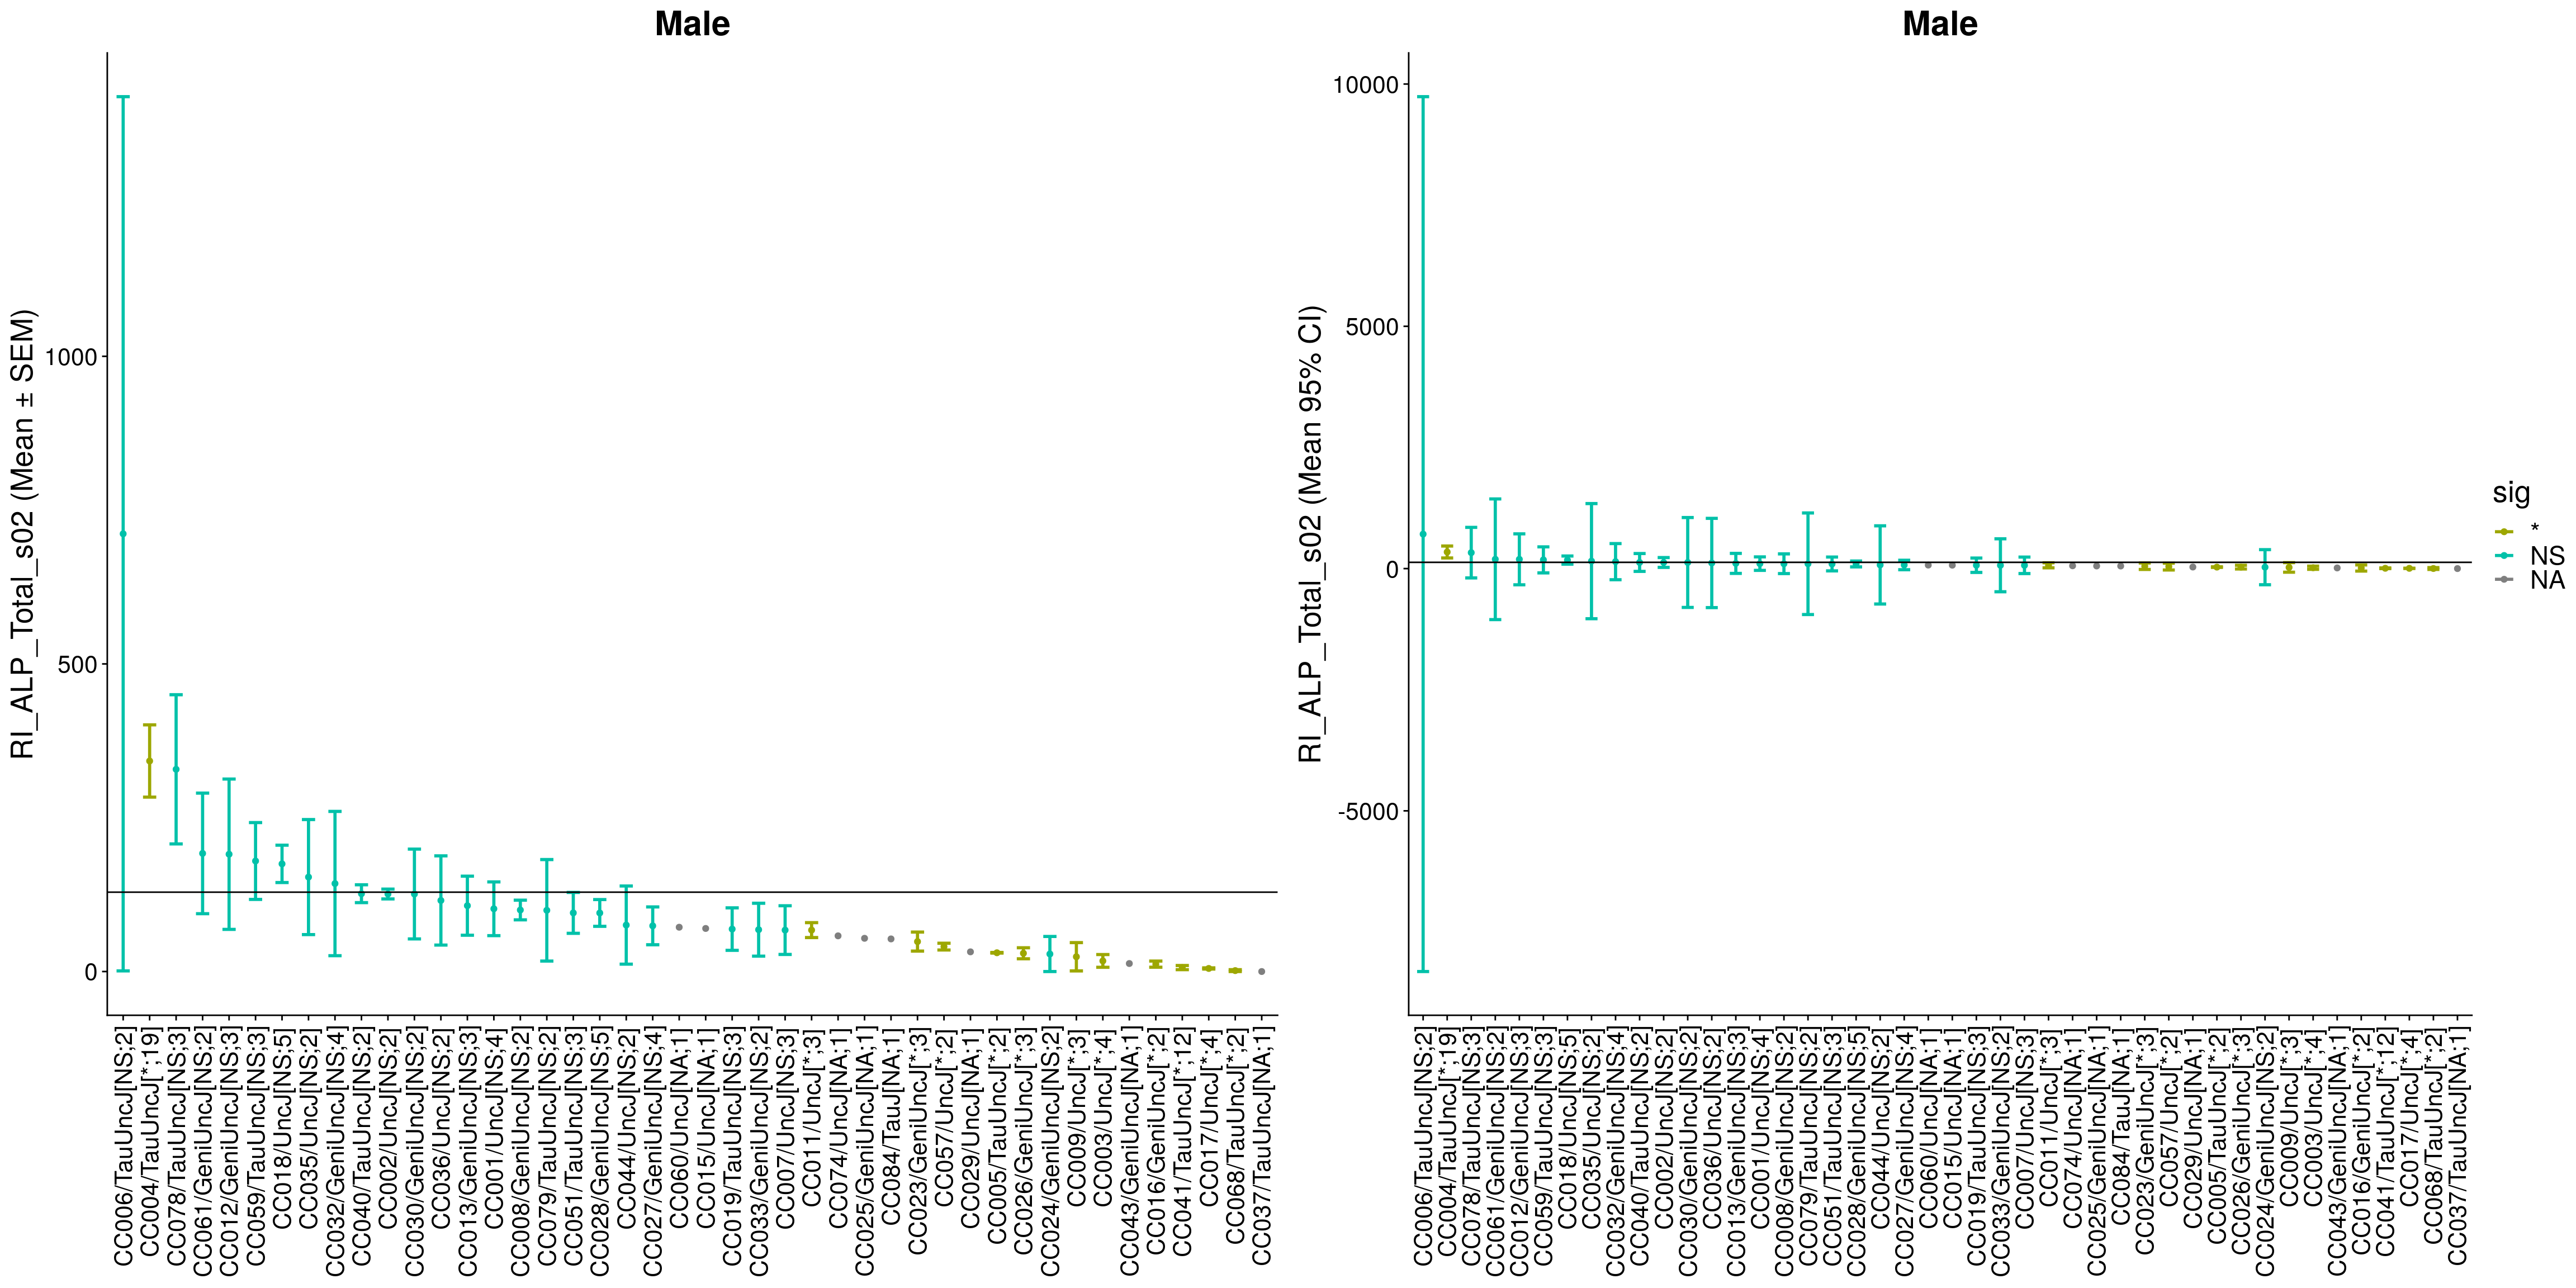 Male
RI_ALP_Total_s02 (Mean ± SEM)
1000
500
0
CC006/TauUncJ[NS;2]
CC004/TauUncJ[*;19]
CC078/TauUncJ[NS;3]
CC061/GeniUncJ[NS;2]
CC012/GeniUncJ[NS;3]
CC059/TauUncJ[NS;3]
CC018/UncJ[NS;5]
CC035/UncJ[NS;2]
CC032/GeniUncJ[NS;4]
CC040/TauUncJ[NS;2]
CC002/UncJ[NS;2]
CC030/GeniUncJ[NS;2]
CC036/UncJ[NS;2]
CC013/GeniUncJ[NS;3]
CC001/UncJ[NS;4]
CC008/GeniUncJ[NS;2]
CC079/TauUncJ[NS;2]
CC051/TauUncJ[NS;3]
CC028/GeniUncJ[NS;5]
CC044/UncJ[NS;2]
CC027/GeniUncJ[NS;4]
CC060/UncJ[NA;1]
CC015/UncJ[NA;1]
CC019/TauUncJ[NS;3]
CC033/GeniUncJ[NS;2]
CC007/UncJ[NS;3]
CC011/UncJ[*;3]
CC074/UncJ[NA;1]
CC025/GeniUncJ[NA;1]
CC084/TauJ[NA;1]
CC023/GeniUncJ[*;3]
CC057/UncJ[*;2]
CC029/UncJ[NA;1]
CC005/TauUncJ[*;2]
CC026/GeniUncJ[*;3]
CC024/GeniUncJ[NS;2]
CC009/UncJ[*;3]
CC003/UncJ[*;4]
CC043/GeniUncJ[NA;1]
CC016/GeniUncJ[*;2]
CC041/TauUncJ[*;12]
CC017/UncJ[*;4]
CC068/TauUncJ[*;2]
CC037/TauUncJ[NA;1]
Male
RI_ALP_Total_s02 (Mean 95% CI)
10000
5000
0
-5000
CC006/TauUncJ[NS;2]
CC004/TauUncJ[*;19]
CC078/TauUncJ[NS;3]
CC061/GeniUncJ[NS;2]
CC012/GeniUncJ[NS;3]
CC059/TauUncJ[NS;3]
CC018/UncJ[NS;5]
CC035/UncJ[NS;2]
CC032/GeniUncJ[NS;4]
CC040/TauUncJ[NS;2]
CC002/UncJ[NS;2]
CC030/GeniUncJ[NS;2]
CC036/UncJ[NS;2]
CC013/GeniUncJ[NS;3]
CC001/UncJ[NS;4]
CC008/GeniUncJ[NS;2]
CC079/TauUncJ[NS;2]
CC051/TauUncJ[NS;3]
CC028/GeniUncJ[NS;5]
CC044/UncJ[NS;2]
CC027/GeniUncJ[NS;4]
CC060/UncJ[NA;1]
CC015/UncJ[NA;1]
CC019/TauUncJ[NS;3]
CC033/GeniUncJ[NS;2]
CC007/UncJ[NS;3]
CC011/UncJ[*;3]
CC074/UncJ[NA;1]
CC025/GeniUncJ[NA;1]
CC084/TauJ[NA;1]
CC023/GeniUncJ[*;3]
CC057/UncJ[*;2]
CC029/UncJ[NA;1]
CC005/TauUncJ[*;2]
CC026/GeniUncJ[*;3]
CC024/GeniUncJ[NS;2]
CC009/UncJ[*;3]
CC003/UncJ[*;4]
CC043/GeniUncJ[NA;1]
CC016/GeniUncJ[*;2]
CC041/TauUncJ[*;12]
CC017/UncJ[*;4]
CC068/TauUncJ[*;2]
CC037/TauUncJ[NA;1]
sig
*
NS
NA